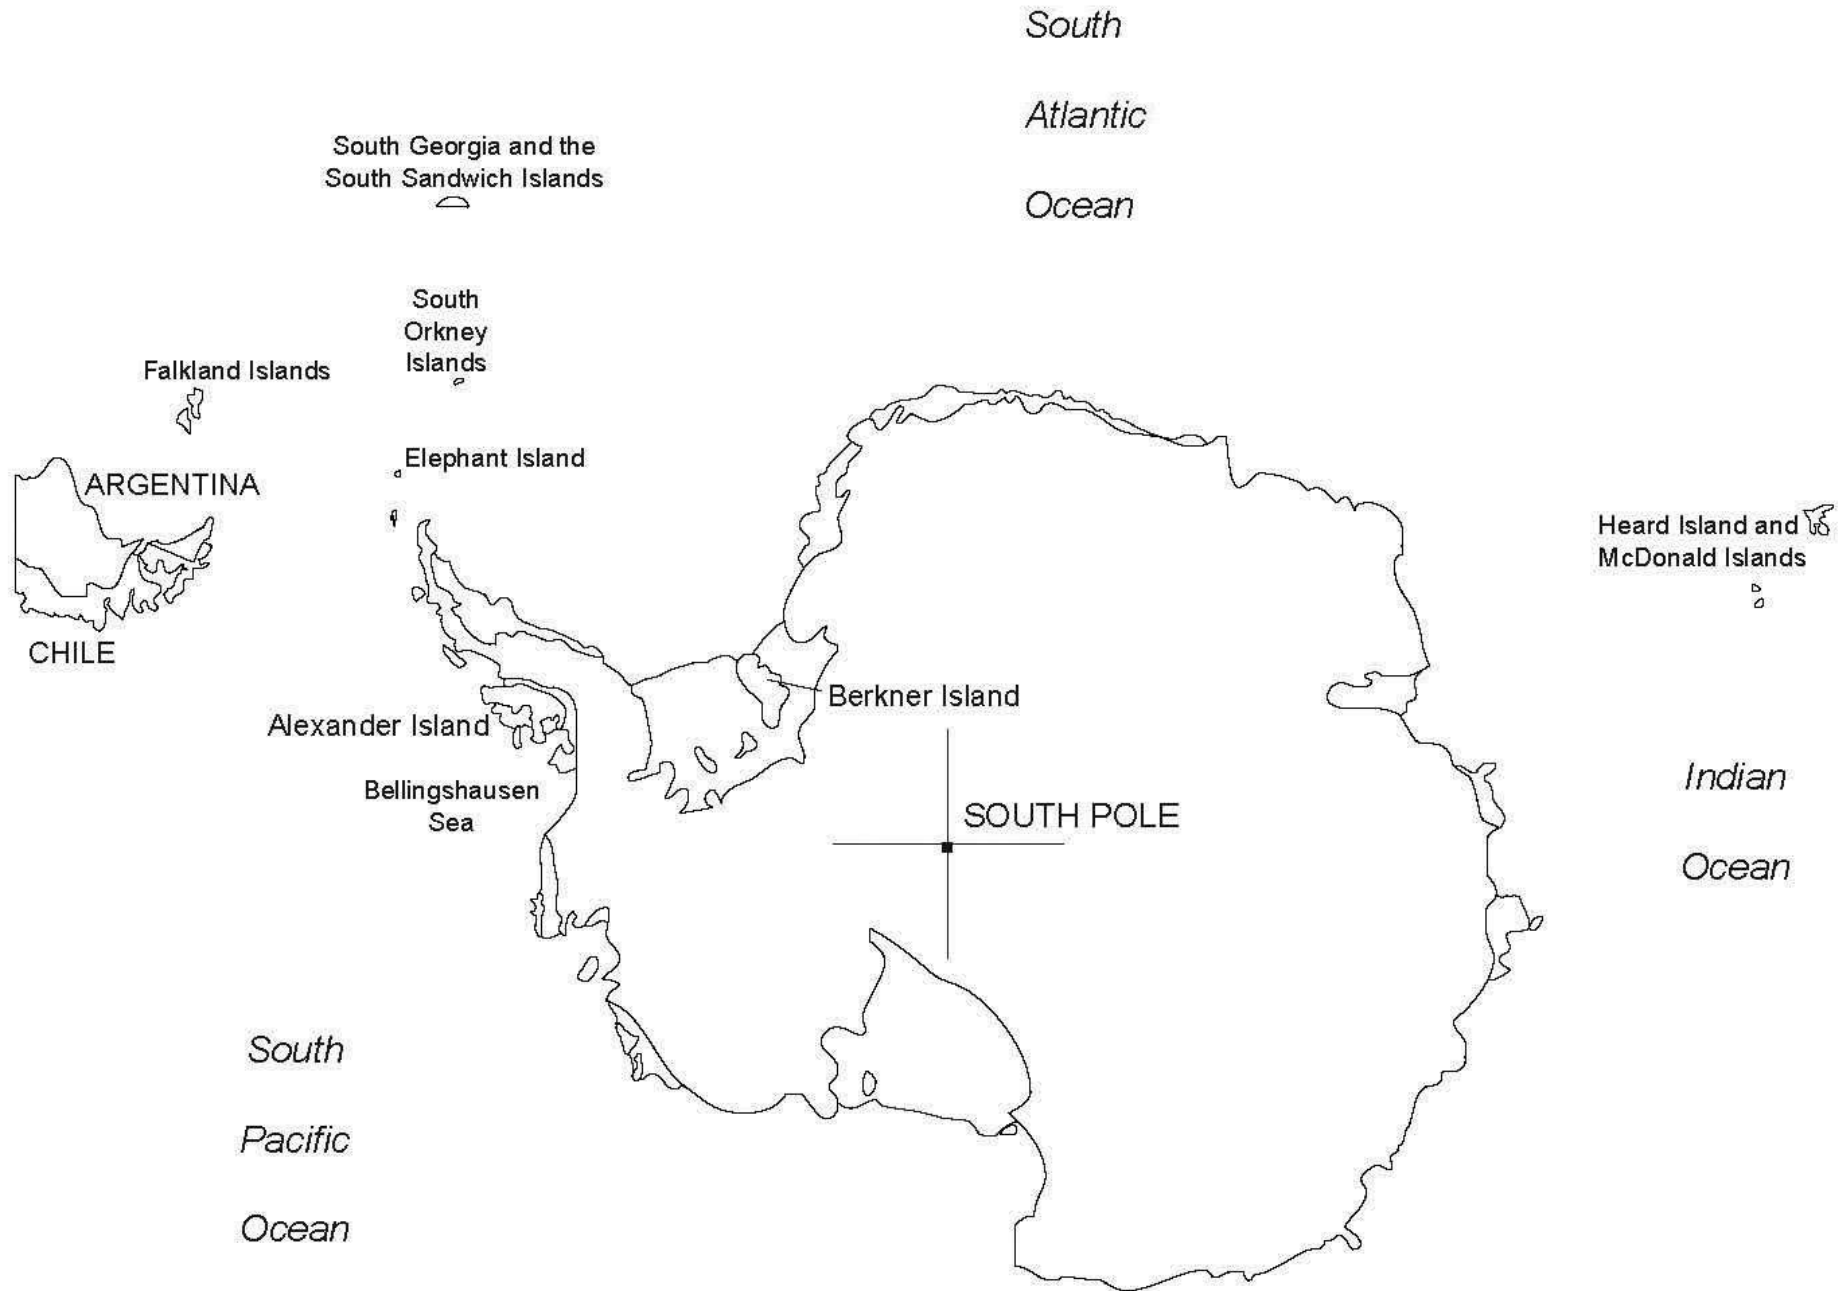 South
Atlantic
Ocean
South Georgia and the
South Sandwich Islands
South
Orkney
Islands
Falkland Islands
Elephant Island
ARGENTINA
Heard Island and
McDonald Islands
CHILE
Berkner Island
Alexander Island
Bellingshausen
Sea
SOUTH POLE
Indian
Ocean
South
Pacific
Ocean